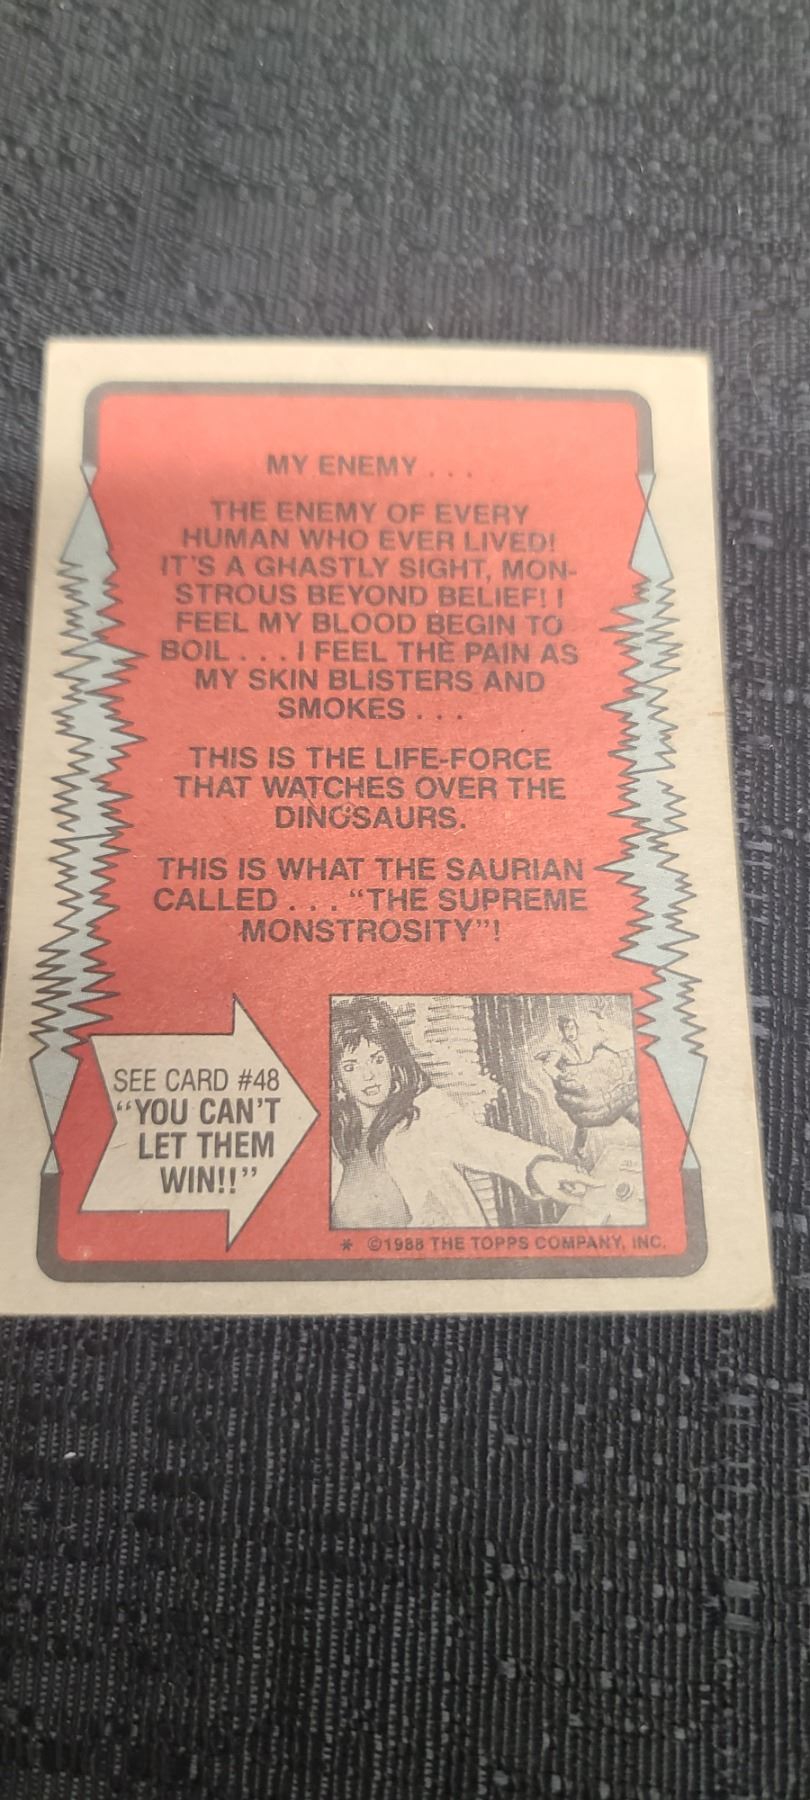 MY ENEMY . . .
THE ENEMY OF EVERY
HUMAN WHO EVER LIVED!
IT'S A GHASTLY SIGHT, MON-
STROUS BEYOND BELIEF! I
FEEL MY BLOOD BEGIN TO
BOIL . . . I FEEL THE PAIN AS
MY SKIN BLISTERS AND
SMOKES . . .
THIS IS THE LIFE-FORCE
THAT WATCHES OVER THE
DINOSAURS.
THIS IS WHAT THE SAURIAN
CALLED . . . "THE SUPREME
MONSTROSITY"!
SEE CARD #48
"YOU CAN'T
LET THEM
WIN!!"
* ©1988 THE TOPPS COMPANY, INC.